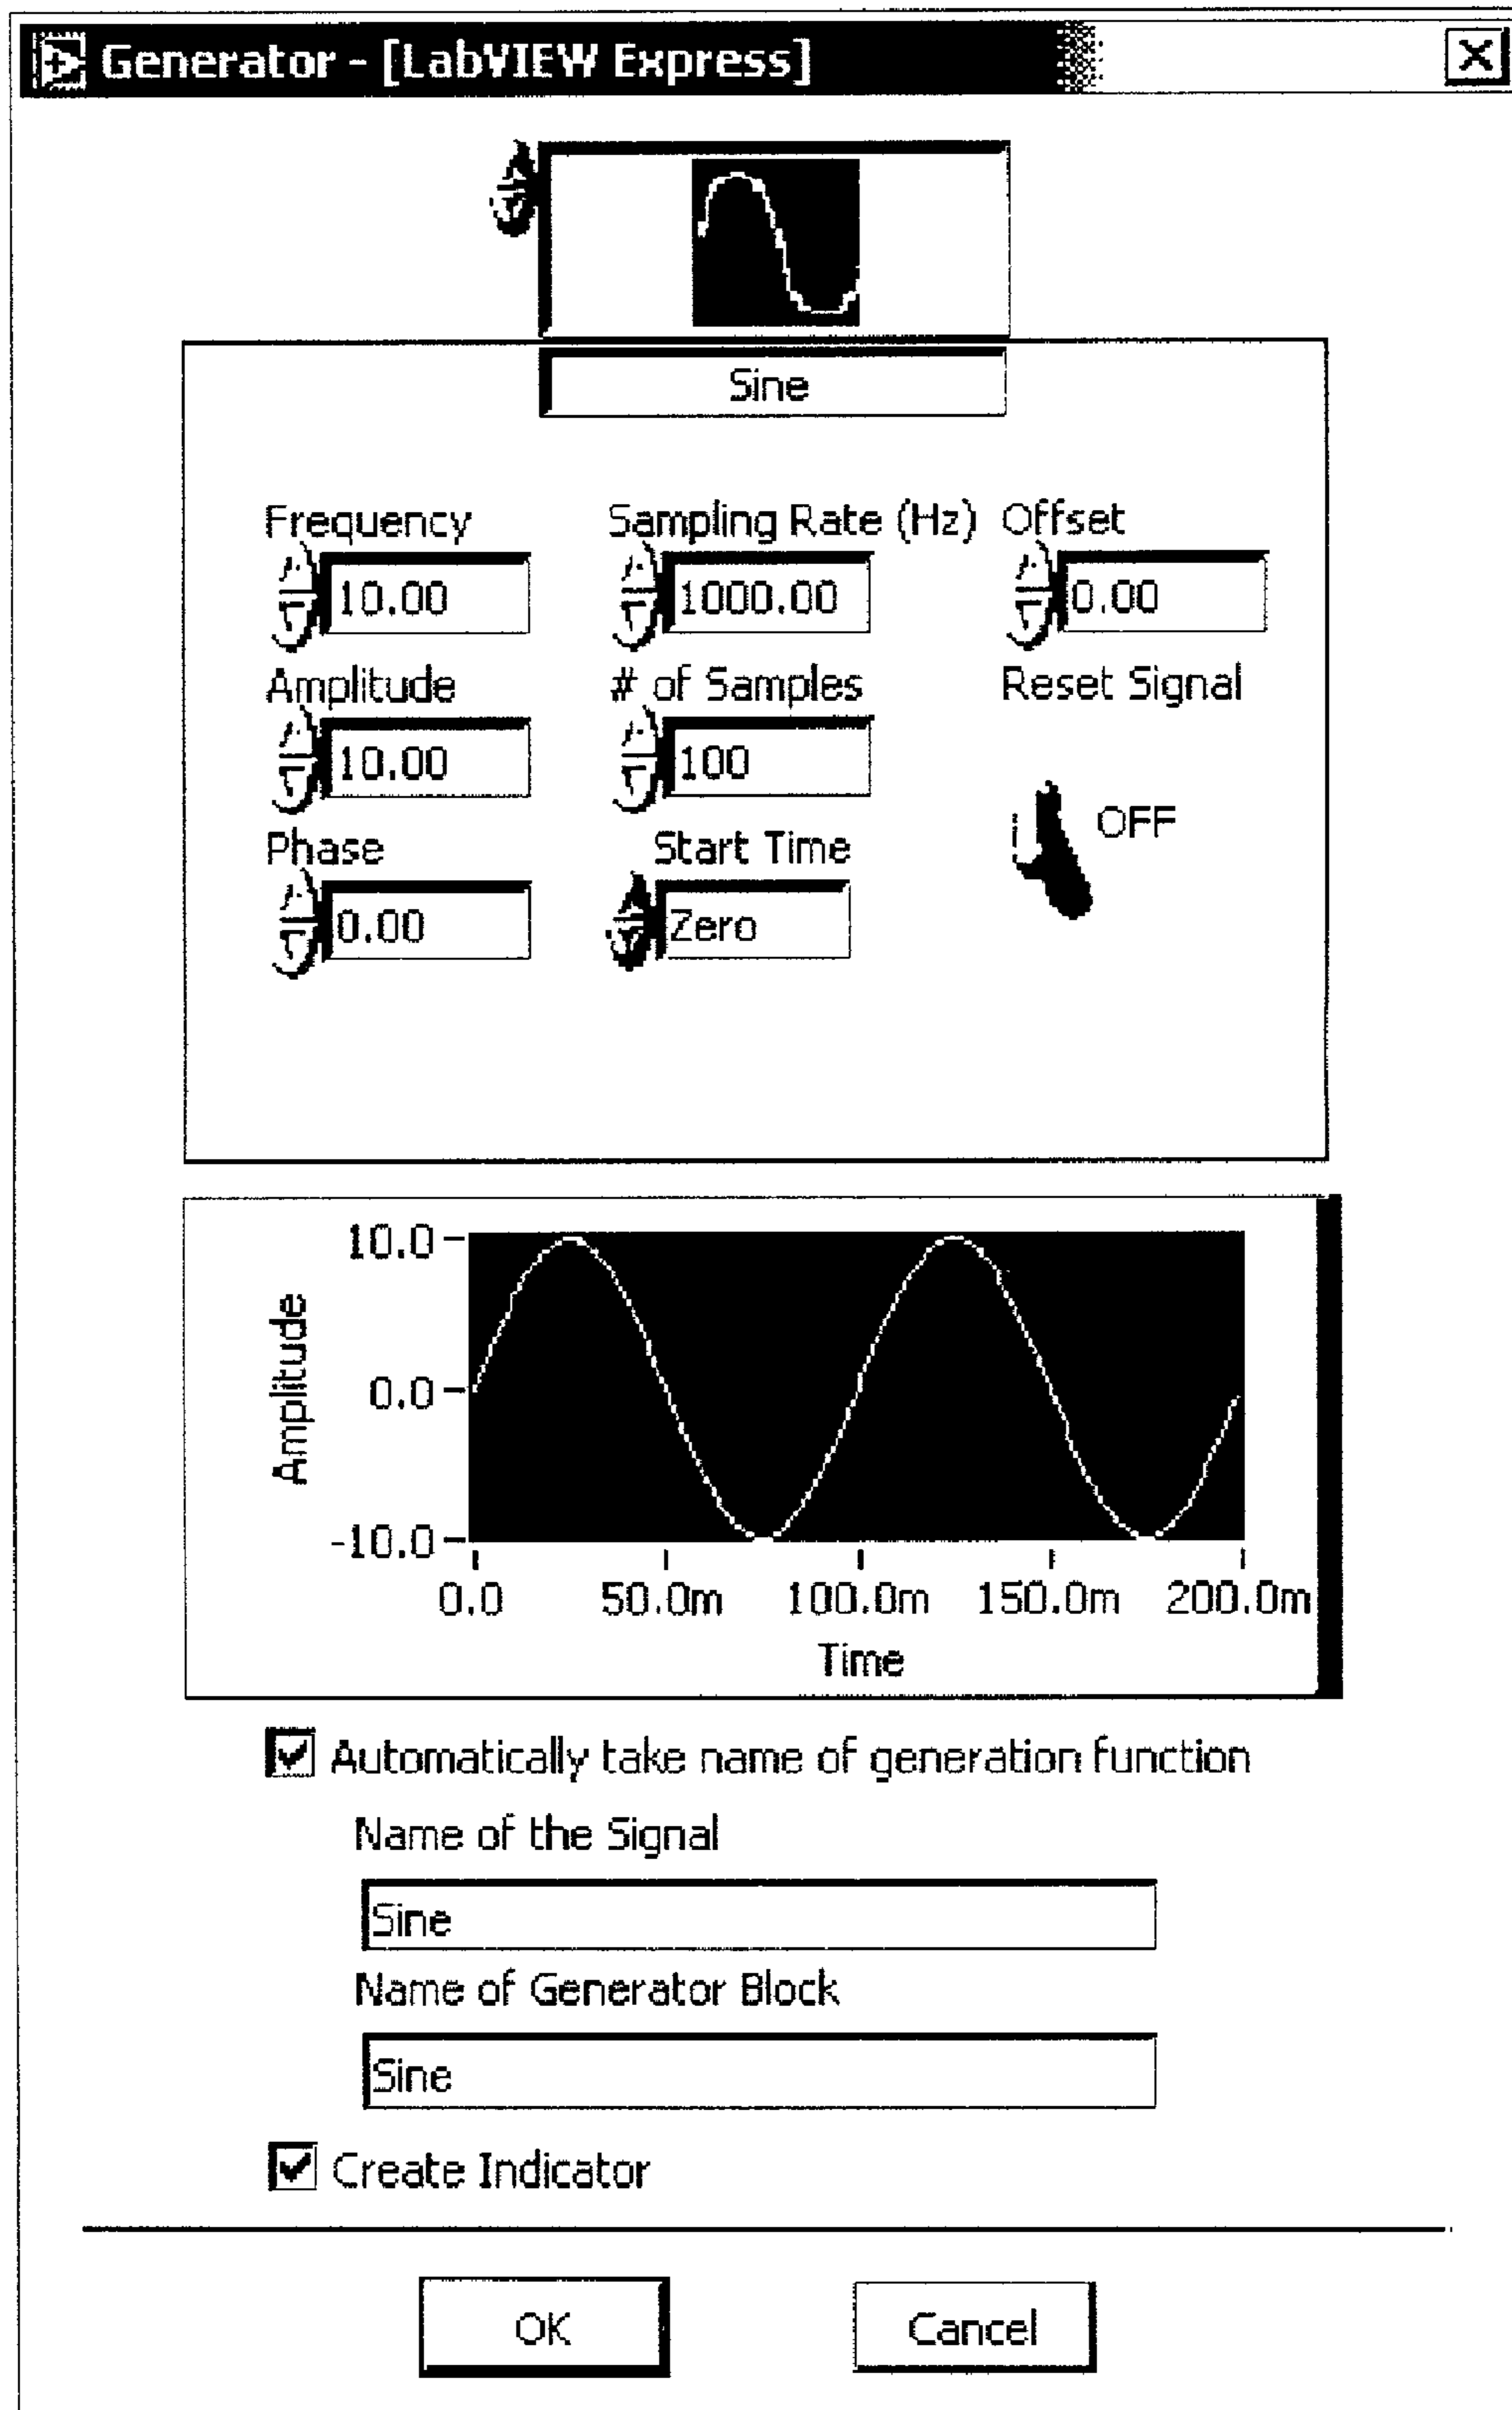 Generator - [LabVIEW Express]
Sine
Frequency Sampling Rate (Hz) Offset
10.00 1000.00 0.00
Amplitude # of Samples Reset Signal
10.00 100
OFF
Phase Start Time
0.00 Zero
10.0
0.0
-10.0
Amplitude
0.0 50.0m 100.0m 150.0m 200.0m
Time
Automatically take name of generation function
Name of the Signal
Sine
Name of Generator Block
Sine
Create Indicator
OK Cancel